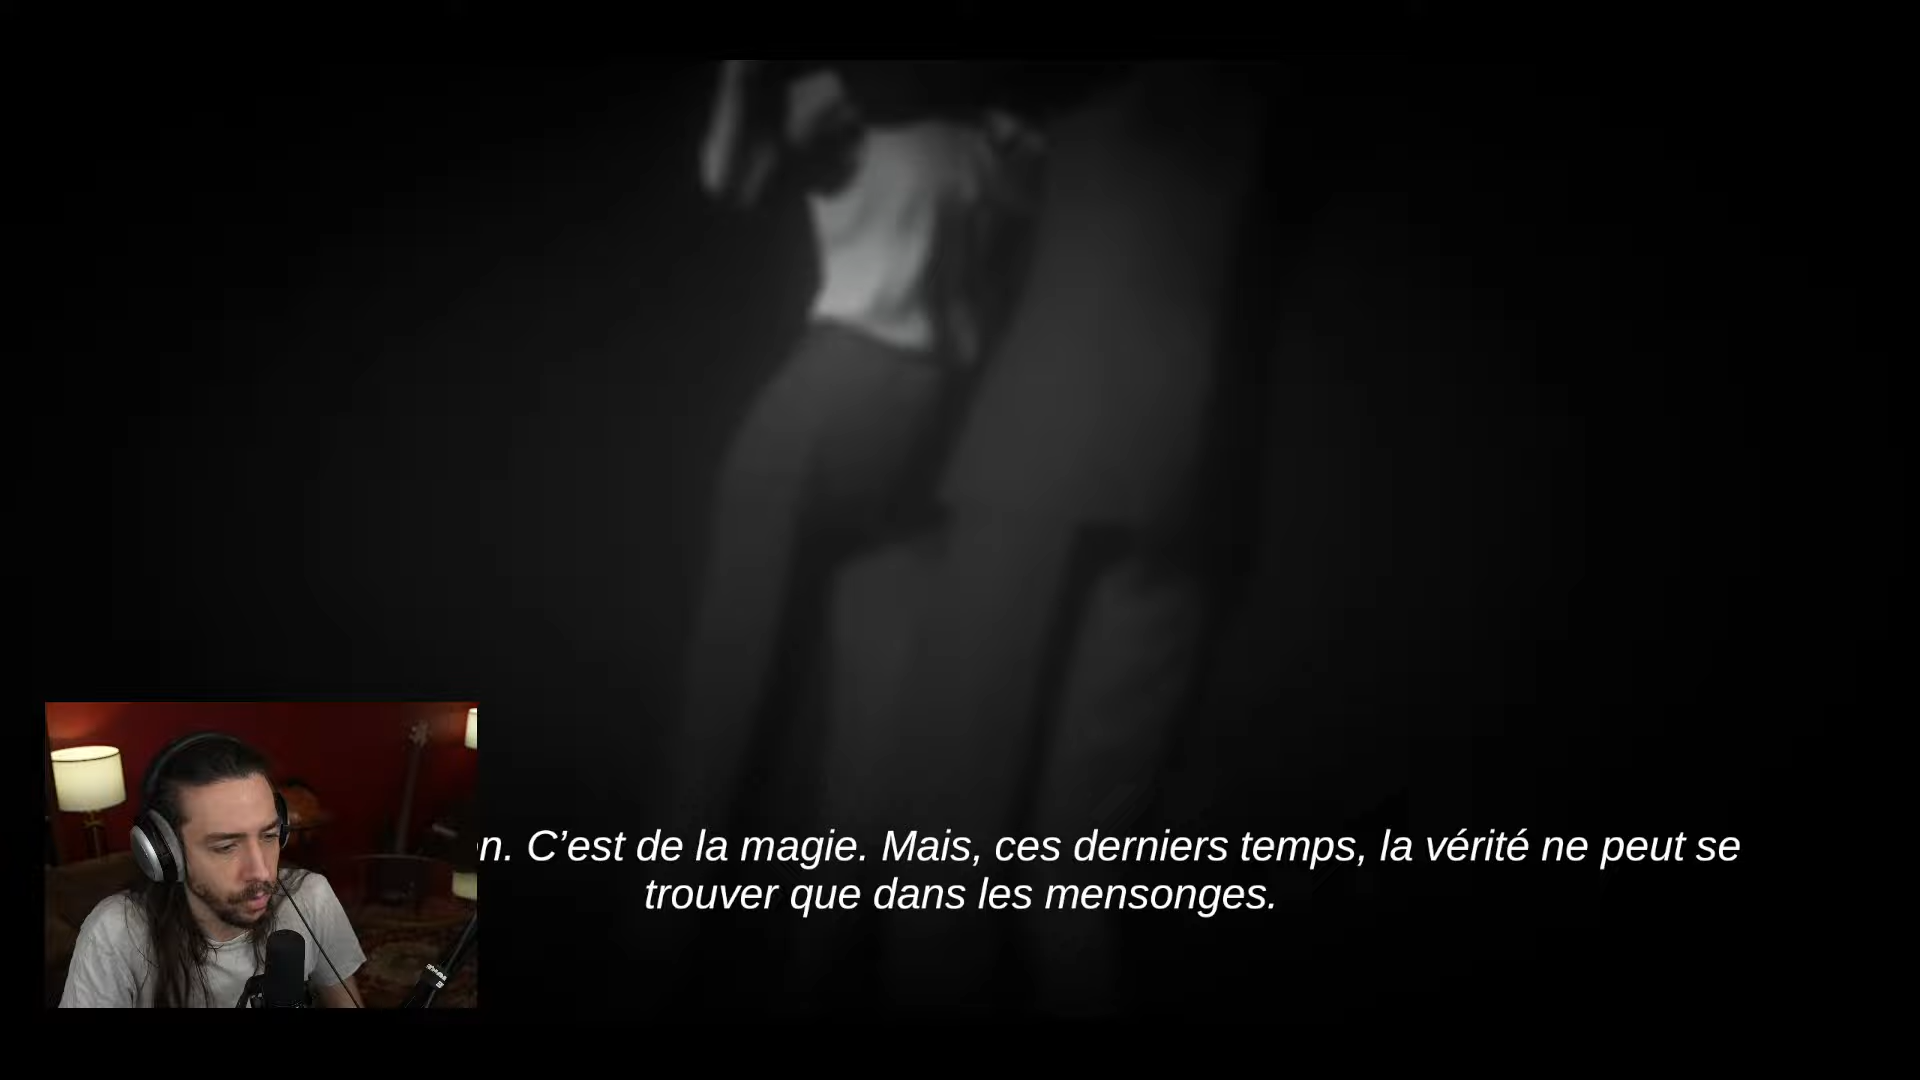 n. C’est de la magie. Mais, ces derniers temps, la vérité ne peut se
trouver que dans les mensonges.